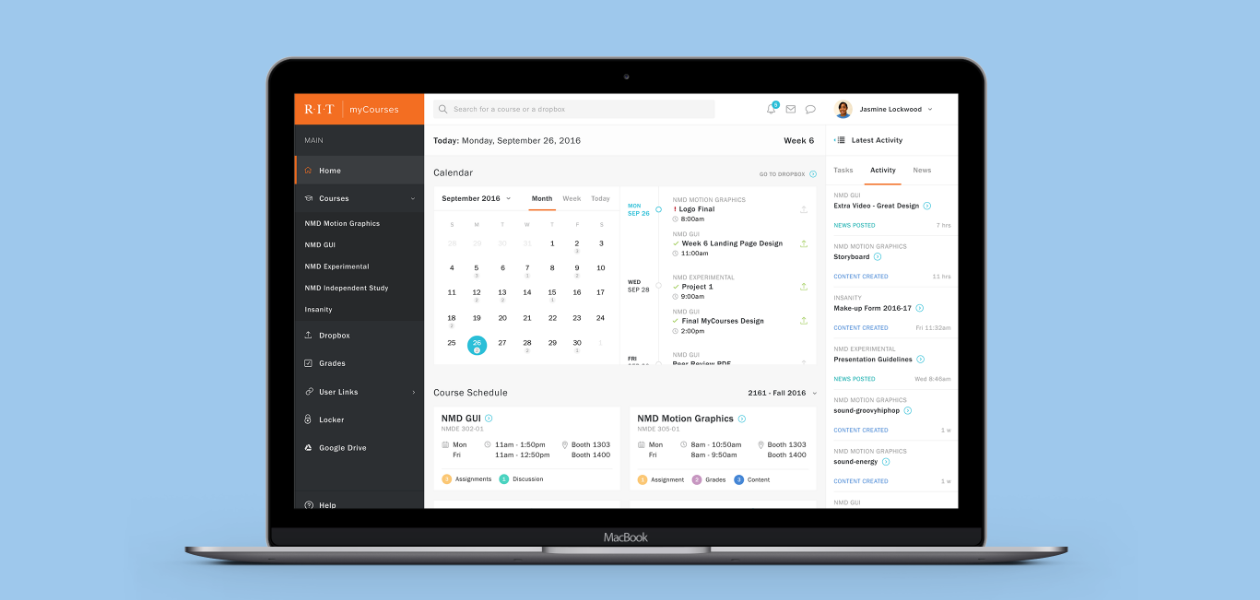 R·I·T myCourses
MAIN
Home
Courses
NMD Motion Graphics
NMD GUI
NMD Experimental
NMD Independent Study
Insanity
Dropbox
Grades
User Links
Locker
Google Drive
Help
Search for a course or a dropbox
Jasmine Lockwood
Today: Monday, September 26, 2016
Week 6
Calendar
GO TO DROPBOX
September 2016
Month Week Today
S M T W T F S
28 29 30 31 1 2 3
4 5 6 7 8 9 10
11 12 13 14 15 16 17
18 19 20 21 22 23 24
25 26 27 28 29 30 1
MON
SEP 26
NMD MOTION GRAPHICS
! Logo Final
8:00am
NMD GUI
Week 6 Landing Page Design
11:00am
WED
SEP 28
NMD EXPERIMENTAL
Project 1
9:00am
NMD GUI
Final MyCourses Design
2:00pm
FRI
NMD GUI
Peer Review PDF
Course Schedule
2161 - Fall 2016
NMD GUI
NMDE 302-01
Mon 11am - 1:50pm Booth 1303
Fri 11am - 12:50pm Booth 1400
Assignments Discussion
NMD Motion Graphics
NMDE 305-01
Mon 8am - 10:50am Booth 1303
Fri 8am - 9:50am Booth 1400
Assignment Grades Content
Latest Activity
Tasks Activity News
NMD GUI
Extra Video - Great Design
NEWS POSTED 7 hrs
NMD MOTION GRAPHICS
Storyboard
CONTENT CREATED 12 hrs
INSANITY
Make-up Form 2016-17
CONTENT CREATED Fri 11:32am
NMD EXPERIMENTAL
Presentation Guidelines
NEWS POSTED Wed 8:46am
NMD MOTION GRAPHICS
sound-groovyhiphop
CONTENT CREATED 1 w
NMD MOTION GRAPHICS
sound-energy
CONTENT CREATED 1 w
NMD GUI
MacBook